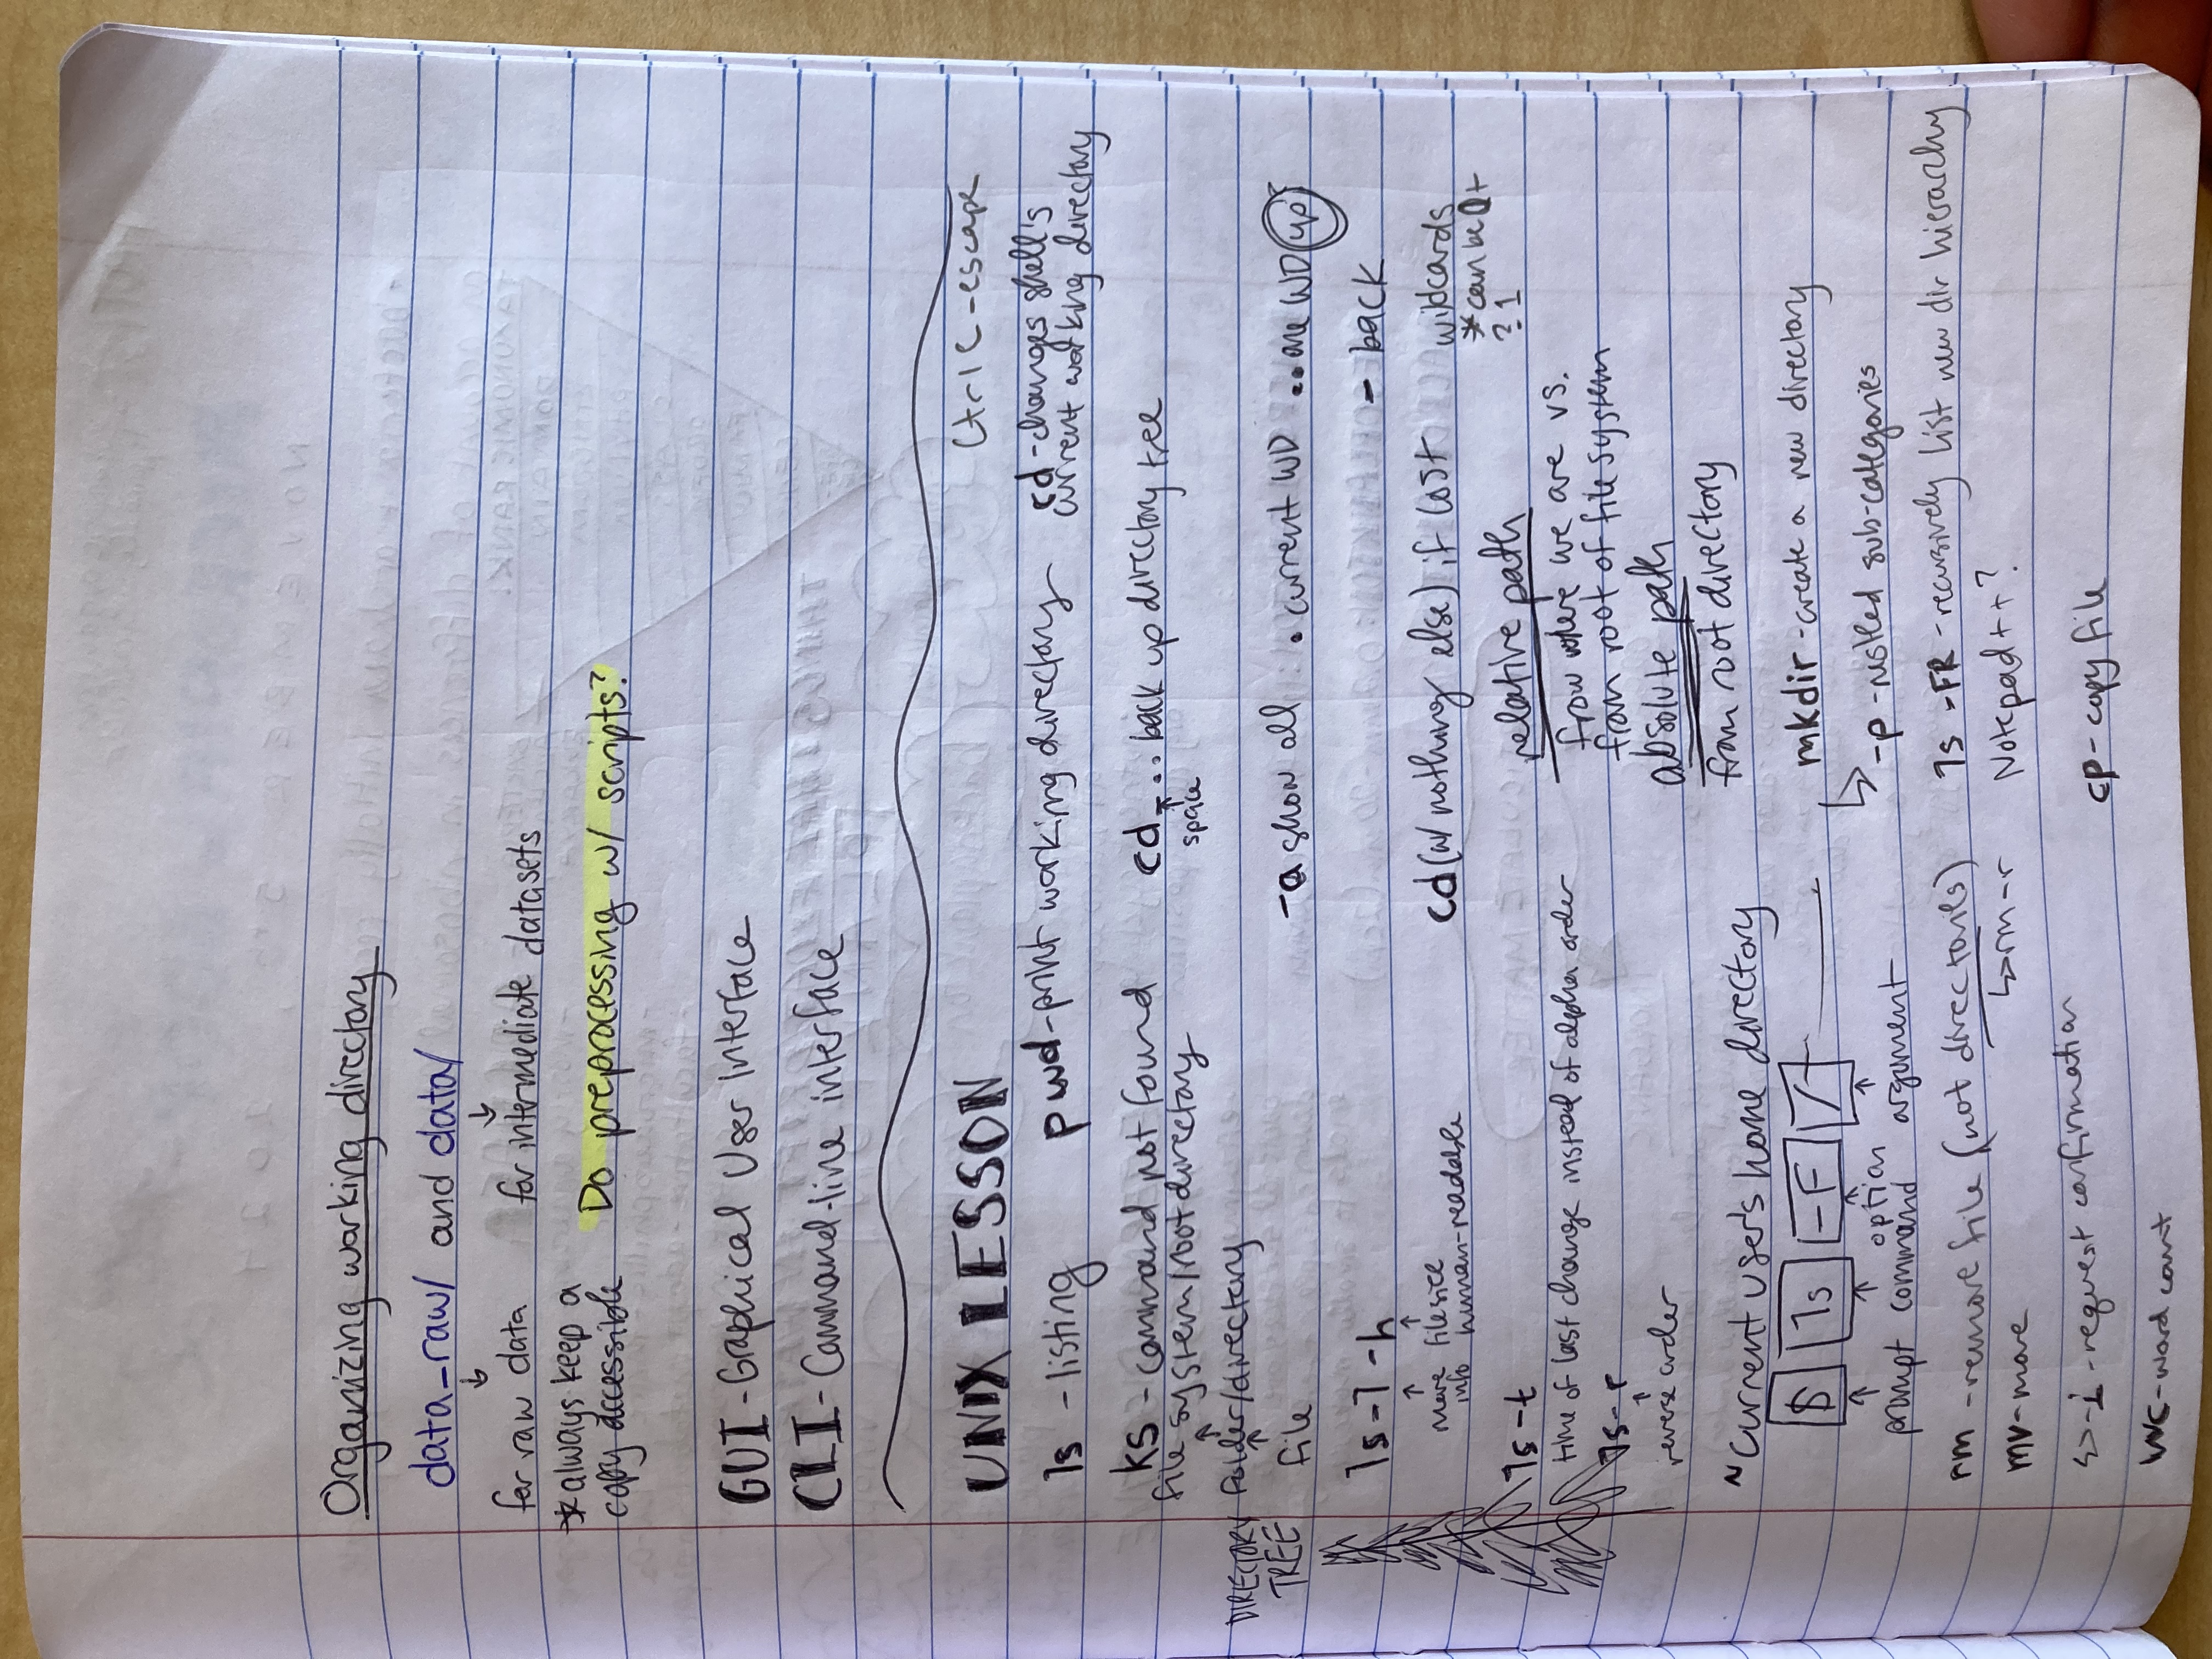 Organizing working directory
data_raw/ and data/
↓ ↓
for raw data for intermediate datasets
*always keep a
copy accessible
Do preprocessing w/ scripts?
GUI - Graphical User Interface
CLI - Command-line interface
UNIX LESSON
Ctrl C - escape
ls - listing
pwd - print working directory
cd - changes shell's
current working directory
ks - command not found
cd_.. back up directory tree
↑
space
file system/root directory
↑
folder/directory
↑
file
DIRECTORY
TREE
-a show all . current WD .. one WD up
- back
ls -l -h
↑ ↑
more info
filesize human-readable
cd (w/ nothing else) if lost
wildcards
* can be 0+
? 1
ls -t
time of last change instead of alpha order
ls -r
↑
reverse order
relative path
from where we are vs.
from root of file system
absolute path
from root directory
~ Current user's home directory
$ ls -F /
↑ ↑ ↑ ↑
prompt command option argument
mkdir - create a new directory
↳ -p - nestled sub-categories
rm - remove file (not directories)
↳ rm -r
ls -FR - recursively list new dir hierarchy
mv - move
Notepad++?
↳ -i - request confirmation
cp - copy file
wc - word count